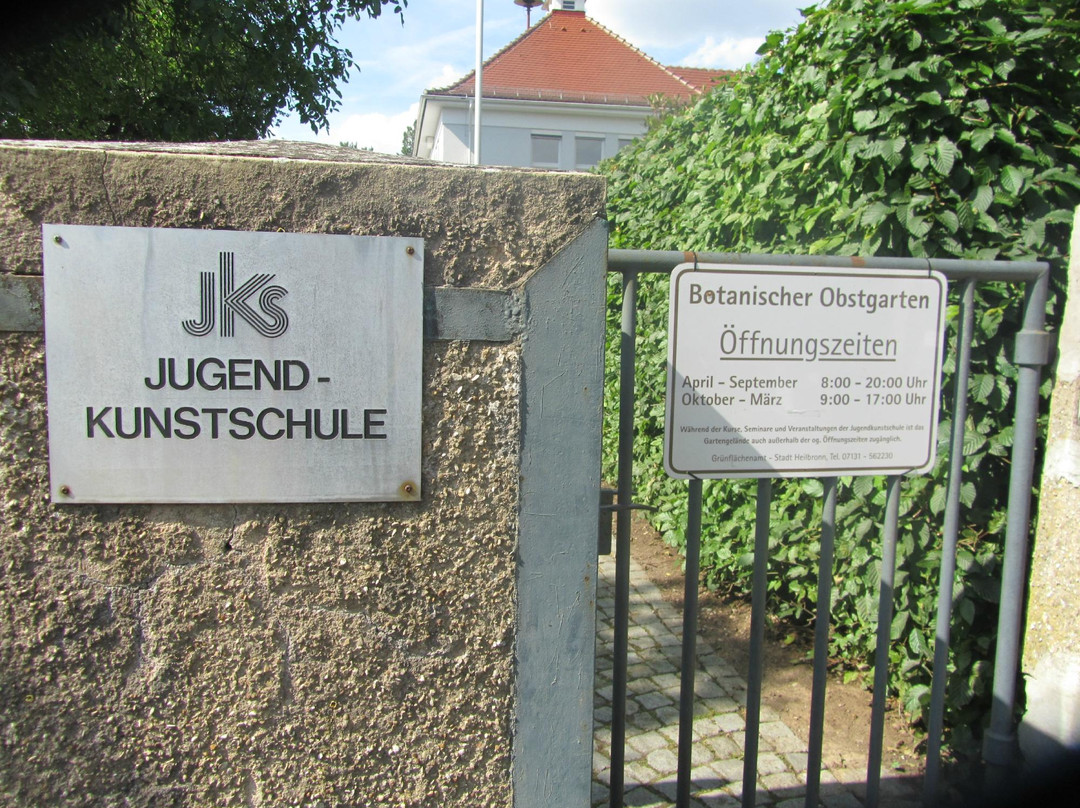 JKS
JUGEND-
KUNSTSCHULE
Botanischer Obstgarten
Öffnungszeiten
April - September 8:00 - 20:00 Uhr
Oktober - März 9:00 - 17:00 Uhr
Während der Kurse, Seminare und Veranstaltungen der Jugendkunstschule ist das
Gartengelände auch außerhalb der og. Öffnungszeiten zugänglich.
Grünflächenamt - Stadt Heilbronn, Tel. 07131 - 562230